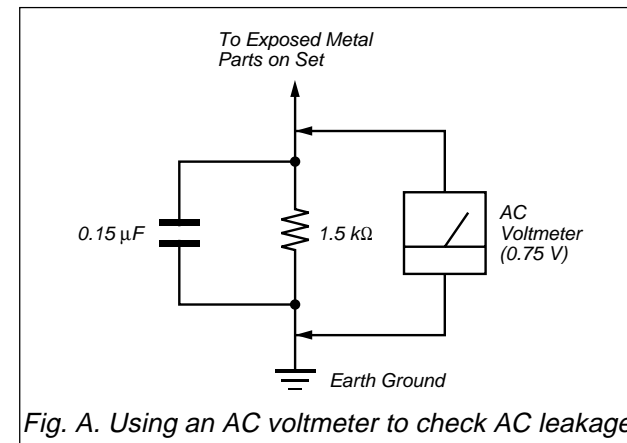 To Exposed Metal
Parts on Set
0.15 μF
1.5 kΩ
AC
Voltmeter
(0.75 V)
Earth Ground
Fig. A. Using an AC voltmeter to check AC leakage